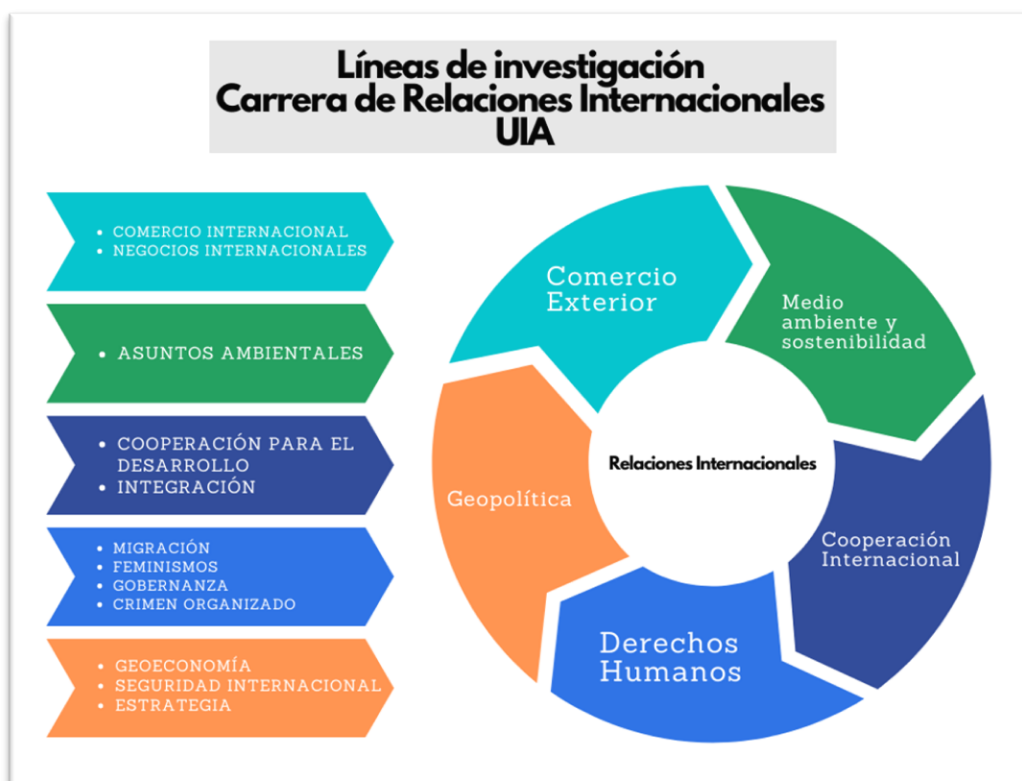 Líneas de investigación
Carrera de Relaciones Internacionales
UIA
• COMERCIO INTERNACIONAL
• NEGOCIOS INTERNACIONALES
• ASUNTOS AMBIENTALES
• COOPERACIÓN PARA EL
DESARROLLO
• INTEGRACIÓN
• MIGRACIÓN
• FEMINISMOS
• GOBERNANZA
• CRIMEN ORGANIZADO
• GEOECONOMÍA
• SEGURIDAD INTERNACIONAL
• ESTRATEGIA
Comercio
Exterior
Medio
ambiente y
sostenibilidad
Cooperación
Internacional
Derechos
Humanos
Geopolítica
Relaciones Internacionales